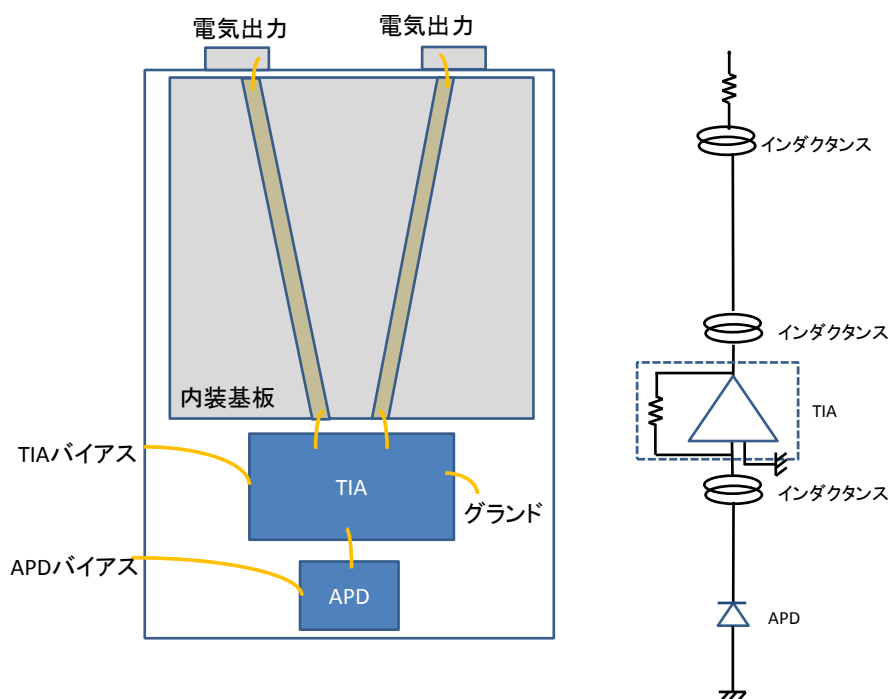 電気出力
電気出力
内装基板
TIAバイアス
TIA
グランド
APDバイアス
APD
インダクタンス
インダクタンス
TIA
インダクタンス
APD